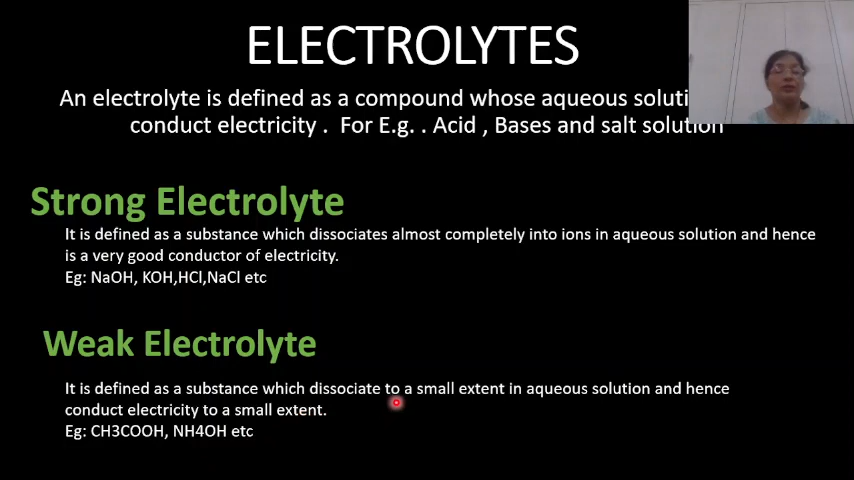 ELECTROLYTES
An electrolyte is defined as a compound whose aqueous
conduct electricity . For E.g. . Acid , Bases and salt solution
Strong Electrolyte
It is defined as a substance which dissociates almost completely into ions in aqueous solution and hence
is a very good conductor of electricity.
Eg: NaOH, KOH,HCl,NaCl etc
Weak Electrolyte
It is defined as a substance which dissociate to a small extent in aqueous solution and hence
conduct electricity to a small extent.
Eg: CH3COOH, NH4OH etc